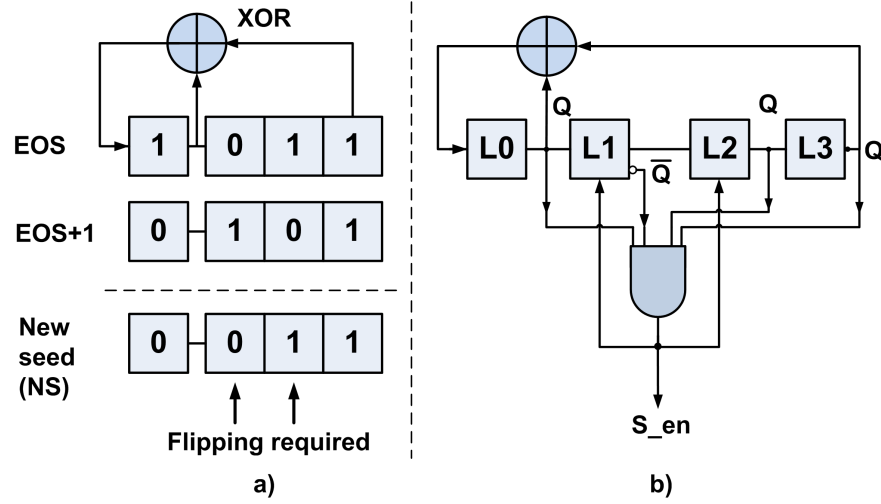 XOR
EOS 1 0 1 1
EOS+1 0 1 0 1
New seed (NS) 0 0 1 1
Flipping required
a)
Q Q
L0 L1 L2 L3 Q
Q̅
S_en
b)